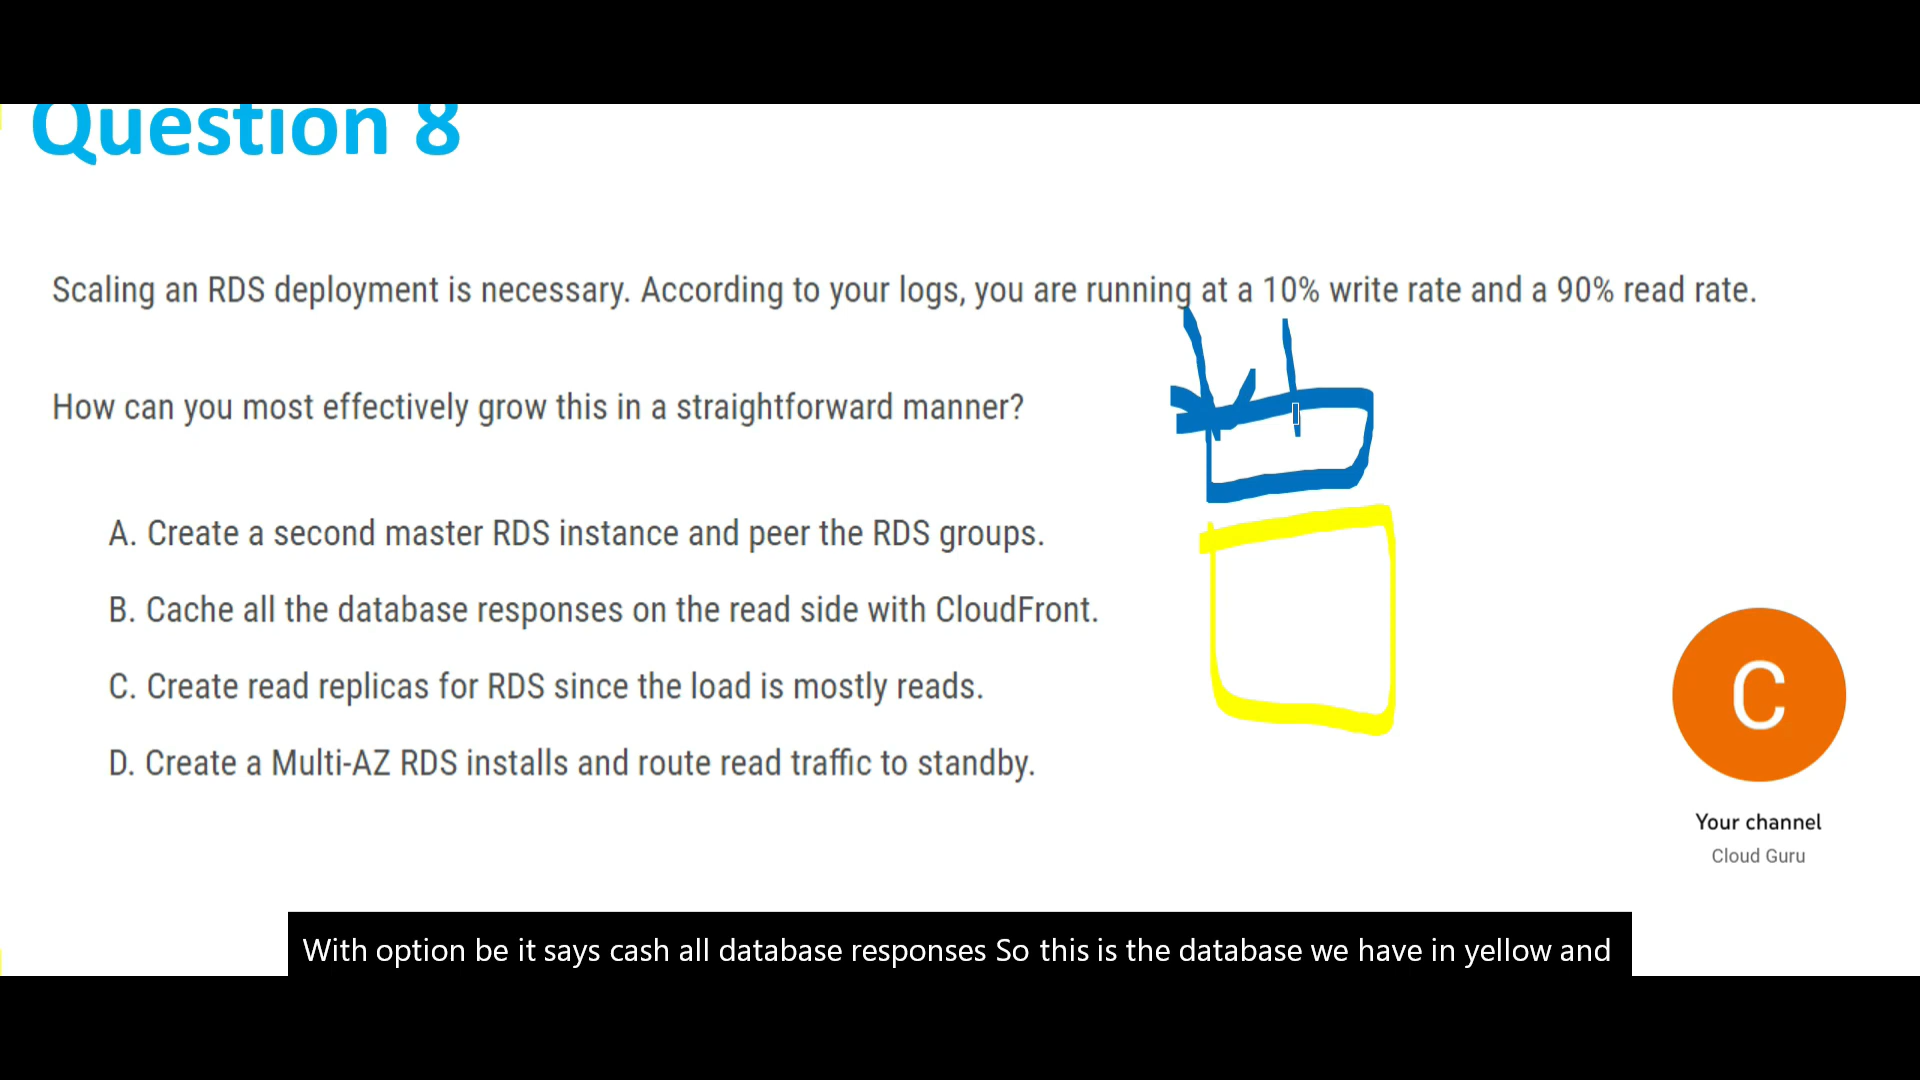 Question 8
Scaling an RDS deployment is necessary. According to your logs, you are running at a 10% write rate and a 90% read rate.
How can you most effectively grow this in a straightforward manner?
A. Create a second master RDS instance and peer the RDS groups.
B. Cache all the database responses on the read side with CloudFront.
C. Create read replicas for RDS since the load is mostly reads.
D. Create a Multi-AZ RDS installs and route read traffic to standby.
C
Your channel
Cloud Guru
With option be it says cash all database responses So this is the database we have in yellow and